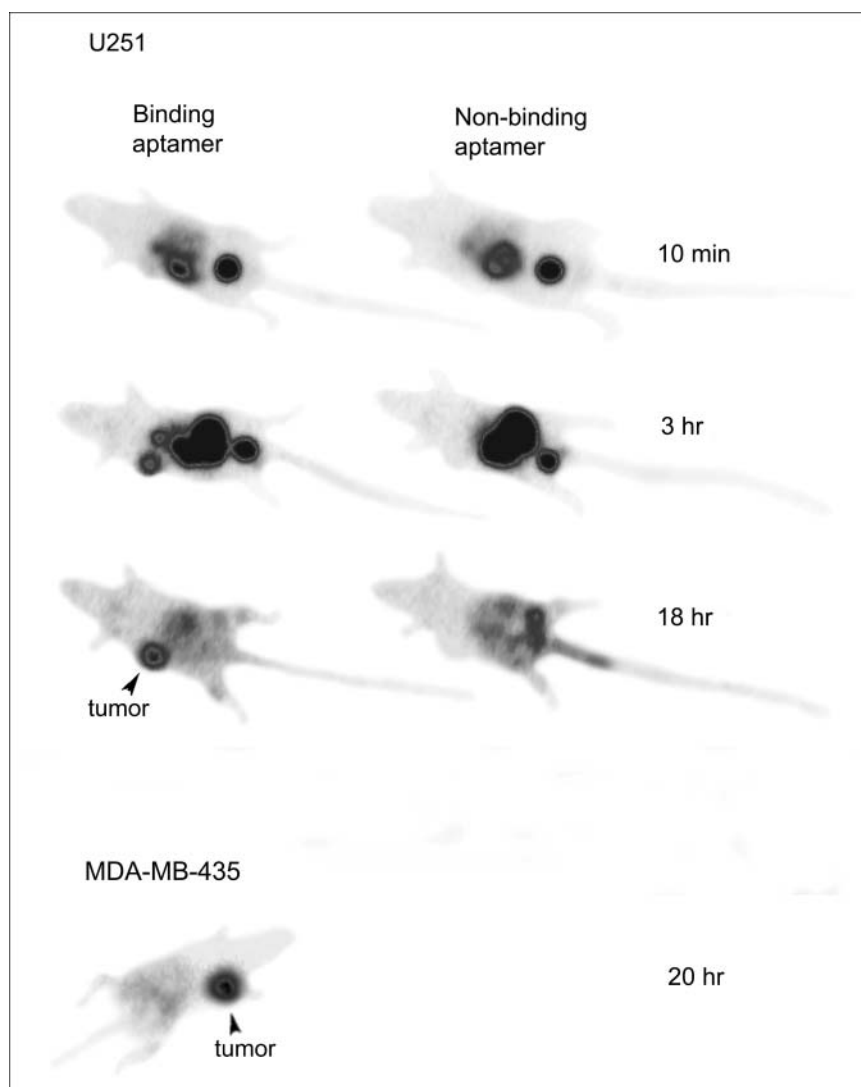 U251
Binding
aptamer
Non-binding
aptamer
10 min
3 hr
18 hr
tumor
MDA-MB-435
20 hr
tumor